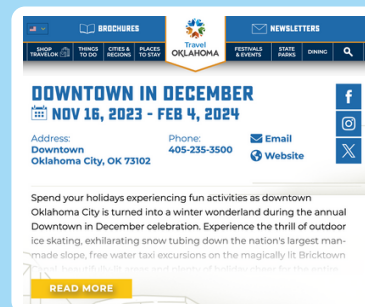 BROCHURES
Travel
OKLAHOMA
NEWSLETTERS
SHOP
TRAVELOK
THINGS
TO DO
CITIES &
REGIONS
PLACES
TO STAY
FESTIVALS
& EVENTS
STATE
PARKS
DINING
DOWNTOWN IN DECEMBER
NOV 16, 2023 - FEB 4, 2024
Address:
Downtown
Oklahoma City, OK 73102
Phone:
405-235-3500
Email
Website
Spend your holidays experiencing fun activities as downtown
Oklahoma City is turned into a winter wonderland during the annual
Downtown in December celebration. Experience the thrill of outdoor
ice skating, exhilarating snow tubing down the nation's largest man-
made slope, free water taxi excursions on the magically lit Bricktown
READ MORE